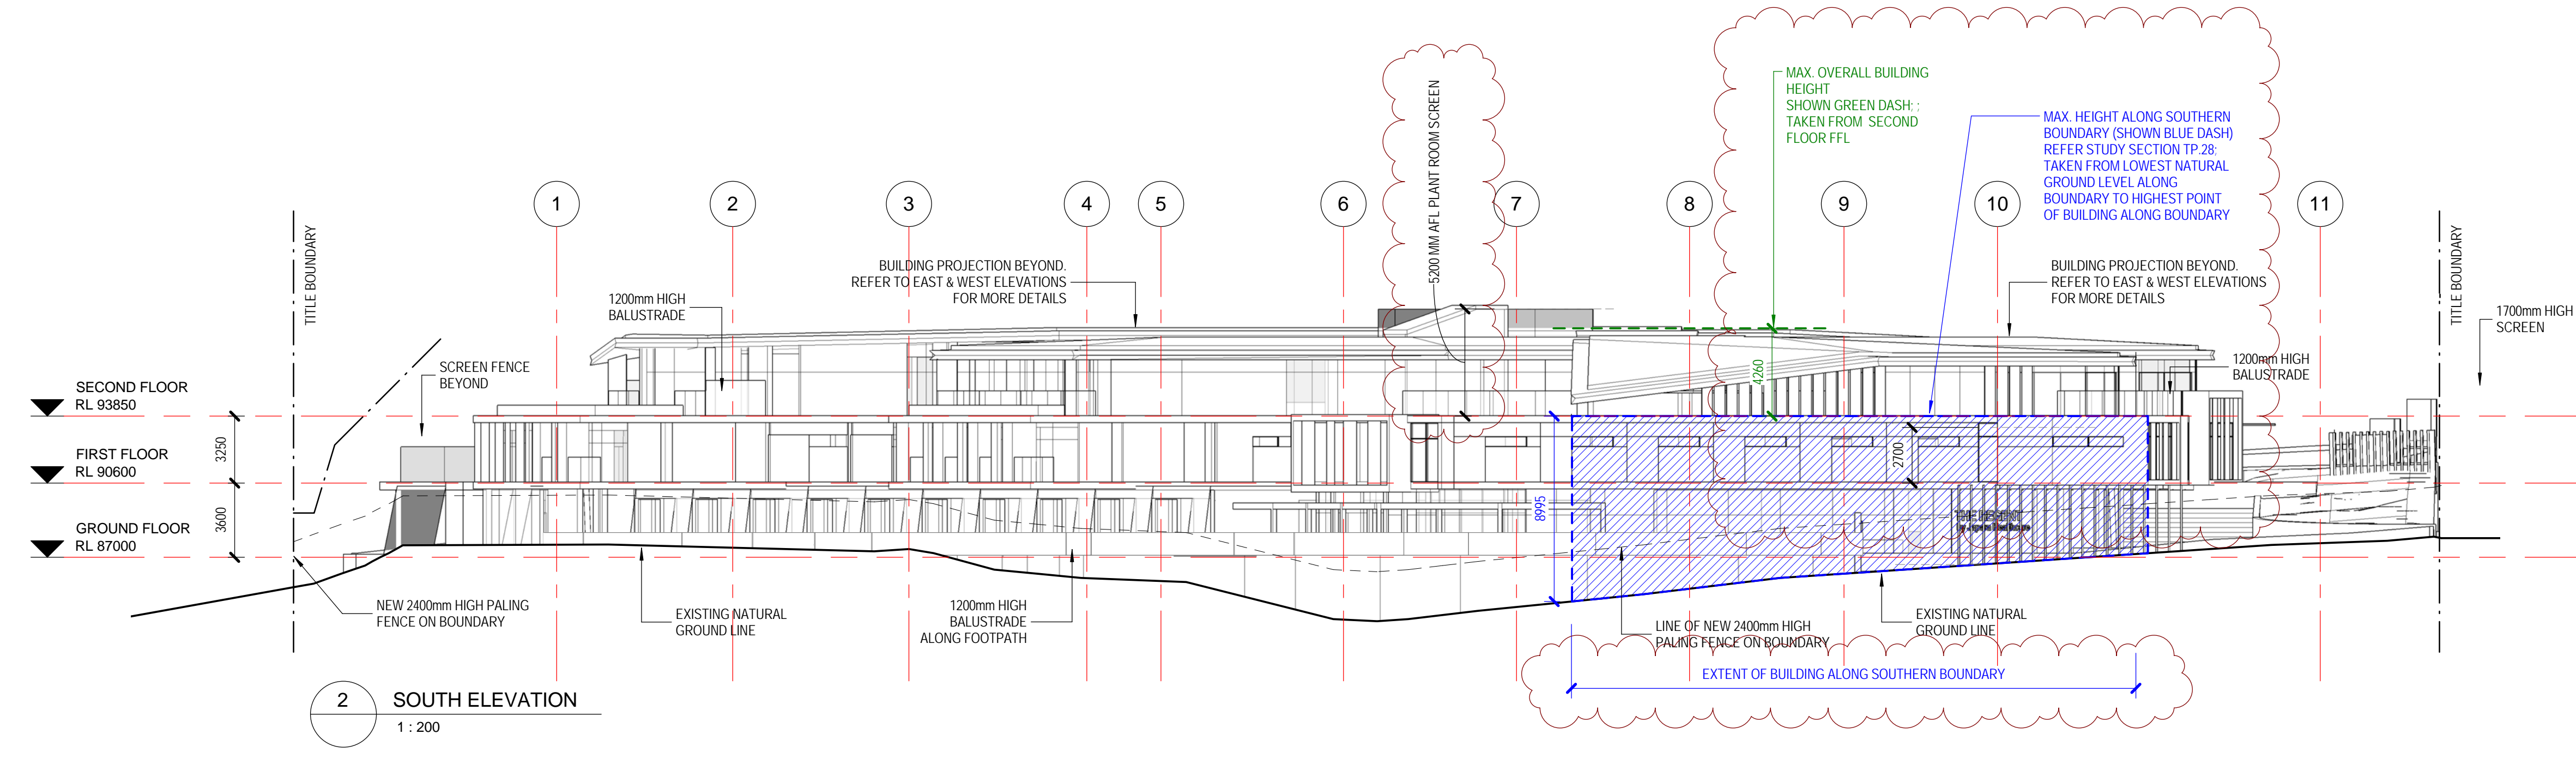 MAX. OVERALL BUILDING
HEIGHT
SHOWN GREEN DASH; ;
TAKEN FROM SECOND
FLOOR FFL
MAX. HEIGHT ALONG SOUTHERN
BOUNDARY (SHOWN BLUE DASH)
REFER STUDY SECTION TP.28;
TAKEN FROM LOWEST NATURAL
GROUND LEVEL ALONG
BOUNDARY TO HIGHEST POINT
OF BUILDING ALONG BOUNDARY
5200 MM AFL PLANT ROOM SCREEN
1
2
3
4
5
6
7
8
9
10
11
TITLE BOUNDARY
TITLE BOUNDARY
BUILDING PROJECTION BEYOND.
REFER TO EAST & WEST ELEVATIONS
FOR MORE DETAILS
BUILDING PROJECTION BEYOND.
REFER TO EAST & WEST ELEVATIONS
FOR MORE DETAILS
1200mm HIGH
BALUSTRADE
1700mm HIGH
SCREEN
SCREEN FENCE
BEYOND
1200mm HIGH
BALUSTRADE
4260
SECOND FLOOR
RL 93850
3250
FIRST FLOOR
RL 90600
2700
3600
8995
GROUND FLOOR
RL 87000
NEW 2400mm HIGH PALING
FENCE ON BOUNDARY
EXISTING NATURAL
GROUND LINE
1200mm HIGH
BALUSTRADE
ALONG FOOTPATH
LINE OF NEW 2400mm HIGH
PALING FENCE ON BOUNDARY
EXISTING NATURAL
GROUND LINE
EXTENT OF BUILDING ALONG SOUTHERN BOUNDARY
2
SOUTH ELEVATION
1 : 200